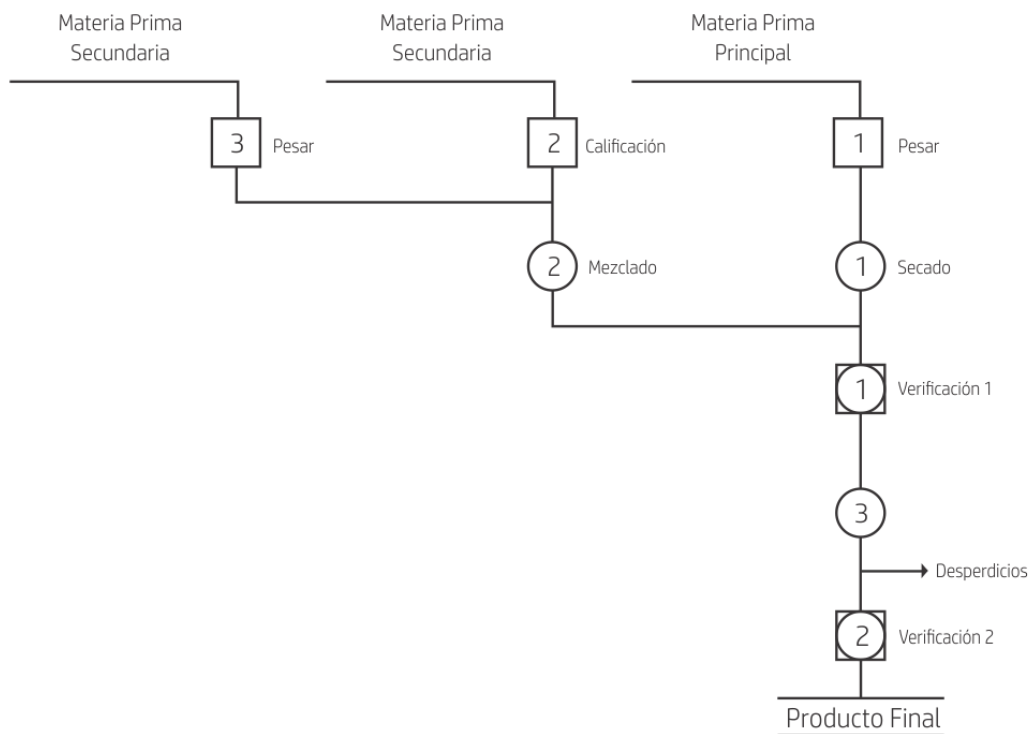 Materia Prima
Secundaria
Materia Prima
Secundaria
Materia Prima
Principal
3 Pesar
2 Calificación
1 Pesar
2 Mezclado
1 Secado
1 Verificación 1
3
Desperdicios
2 Verificación 2
Producto Final